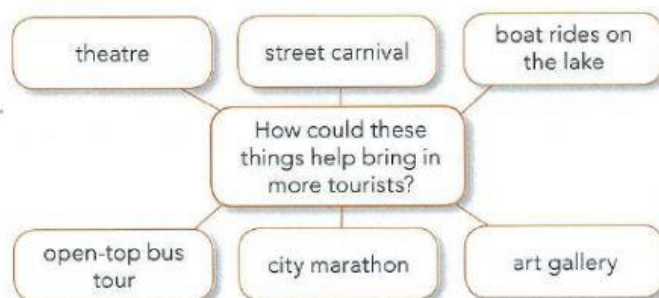 theatre
street carnival
boat rides on
the lake
How could these
things help bring in
more tourists?
open-top bus
tour
city marathon
art gallery